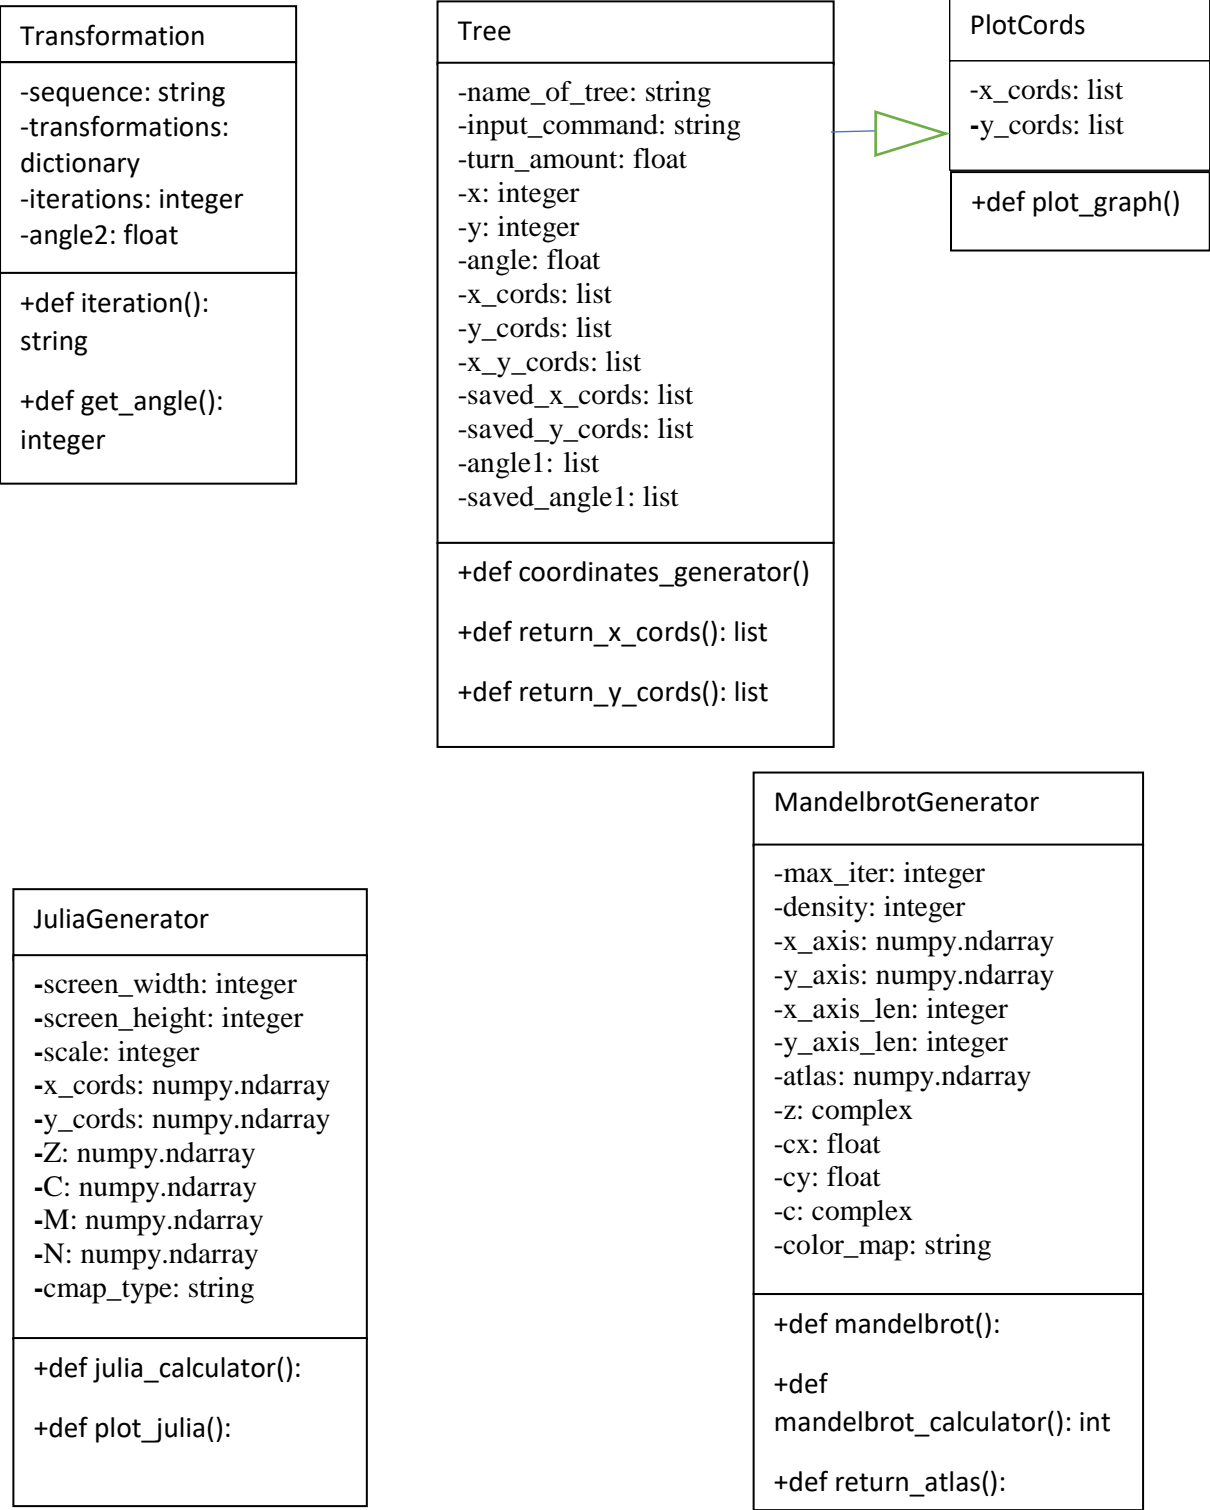 Transformation
-sequence: string
-transformations:
dictionary
-iterations: integer
-angle2: float
+def iteration():
string
+def get_angle():
integer
Tree
-name_of_tree: string
-input_command: string
-turn_amount: float
-x: integer
-y: integer
-angle: float
-x_cords: list
-y_cords: list
-x_y_cords: list
-saved_x_cords: list
-saved_y_cords: list
-angle1: list
-saved_angle1: list
+def coordinates_generator()
+def return_x_cords(): list
+def return_y_cords(): list
PlotCords
-x_cords: list
-y_cords: list
+def plot_graph()
JuliaGenerator
-screen_width: integer
-screen_height: integer
-scale: integer
-x_cords: numpy.ndarray
-y_cords: numpy.ndarray
-Z: numpy.ndarray
-C: numpy.ndarray
-M: numpy.ndarray
-N: numpy.ndarray
-cmap_type: string
+def julia_calculator():
+def plot_julia():
MandelbrotGenerator
-max_iter: integer
-density: integer
-x_axis: numpy.ndarray
-y_axis: numpy.ndarray
-x_axis_len: integer
-y_axis_len: integer
-atlas: numpy.ndarray
-z: complex
-cx: float
-cy: float
-c: complex
-color_map: string
+def mandelbrot():
+def
mandelbrot_calculator(): int
+def return_atlas():